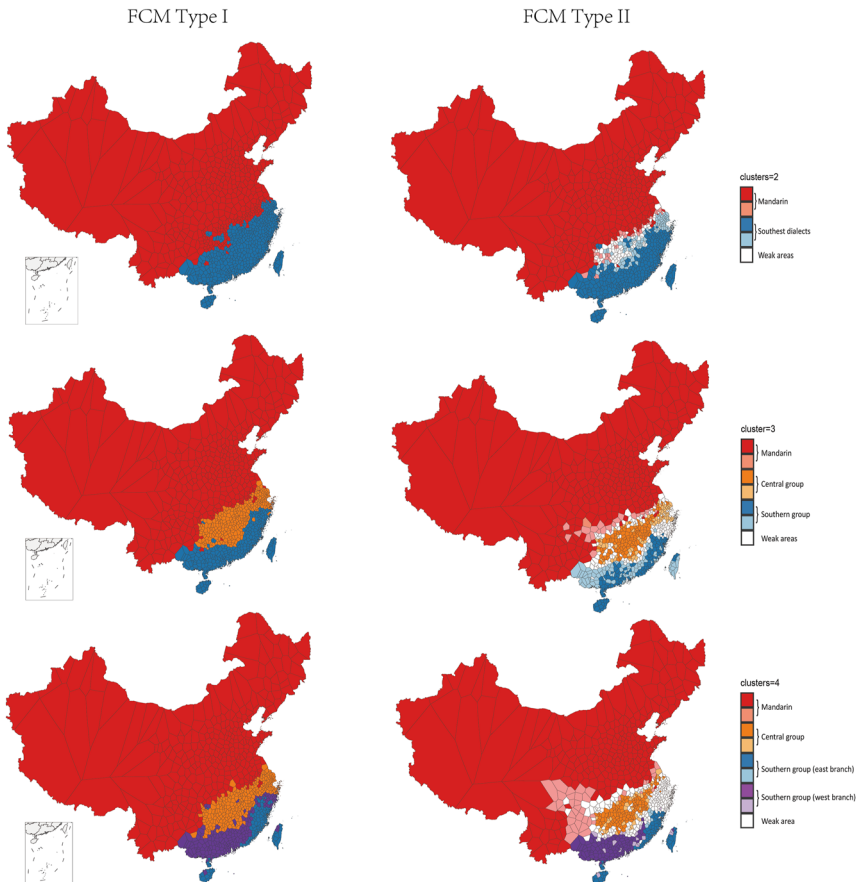 FCM Type I
FCM Type II
clusters=2
Mandarin
Southest dialects
Weak areas
cluster=3
Mandarin
Central group
Southern group
Weak areas
clusters=4
Mandarin
Central group
Southern group (east branch)
Southern group (west branch)
Weak area